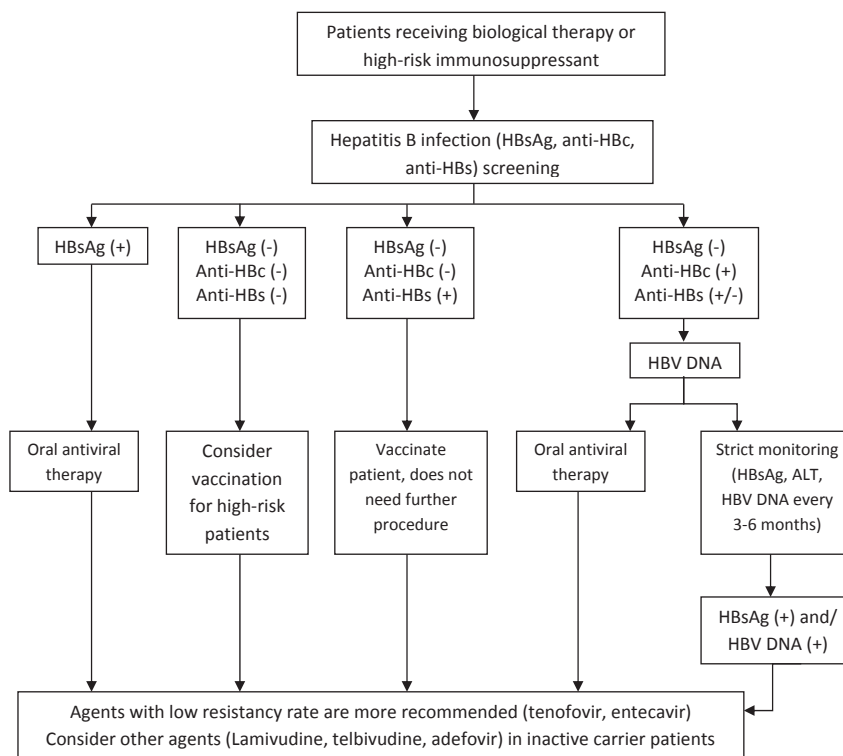 Patients receiving biological therapy or
high-risk immunosuppressant
Hepatitis B infection (HBsAg, anti-HBc,
anti-HBs) screening
HBsAg (+)
HBsAg (-)
Anti-HBc (-)
Anti-HBs (-)
HBsAg (-)
Anti-HBc (-)
Anti-HBs (+)
HBsAg (-)
Anti-HBc (+)
Anti-HBs (+/-)
HBV DNA
Oral antiviral
therapy
Consider
vaccination
for high-risk
patients
Vaccinate
patient, does not
need further
procedure
Oral antiviral
therapy
Strict monitoring
(HBsAg, ALT,
HBV DNA every
3-6 months)
HBsAg (+) and/
HBV DNA (+)
Agents with low resistancy rate are more recommended (tenofovir, entecavir)
Consider other agents (Lamivudine, telbivudine, adefovir) in inactive carrier patients